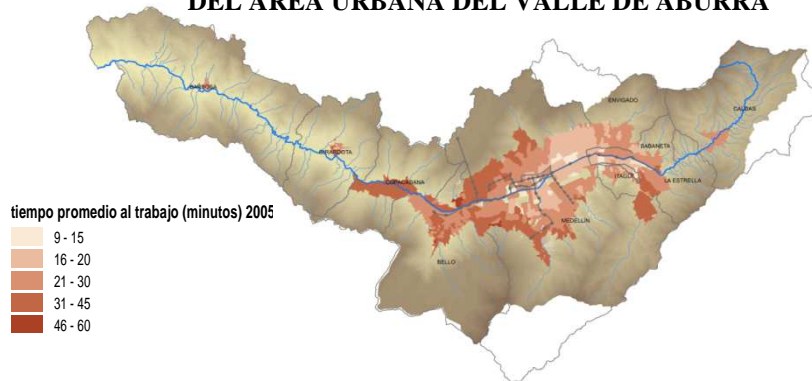 DEL ÁREA URBANA DEL VALLE DE ABURRÁ
ENVIGADO
CALDAS
BARBOSA
SABANETA
GIRARDOTA
ITAGUI
LA ESTRELLA
COPACABANA
MEDELLIN
BELLO
tiempo promedio al trabajo (minutos) 2005
9 - 15
16 - 20
21 - 30
31 - 45
46 - 60